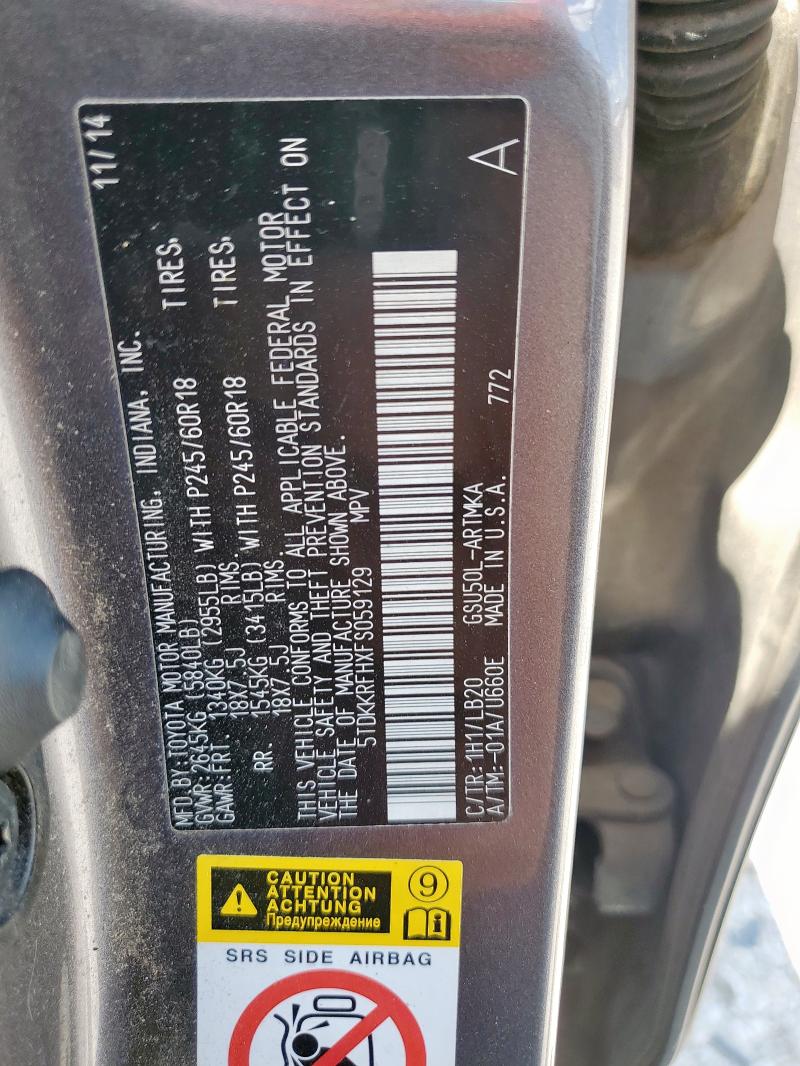 MFD BY:TOYOTA MOTOR MANUFACTURING, INDIANA, INC. 11/14
GVWR:2645KG (5840LB)
GAWR:FRT. 1340KG (2955LB) WITH P245/60R18 TIRES,
18X7.5J RIMS.
RR. 1545KG (3415LB) WITH P245/60R18 TIRES,
18X7.5J RIMS.
THIS VEHICLE CONFORMS TO ALL APPLICABLE FEDERAL MOTOR
VEHICLE SAFETY AND THEFT PREVENTION STANDARDS IN EFFECT ON
THE DATE OF MANUFACTURE SHOWN ABOVE.
5TDKKRFHXFS059129 MPV
C/TR:1H1/LB20 GSU50L-ARTMKA
A/TM:-01A/U660E MADE IN U.S.A. 772 A
CAUTION
ATTENTION
ACHTUNG
Предупреждение
9
i
SRS SIDE AIRBAG